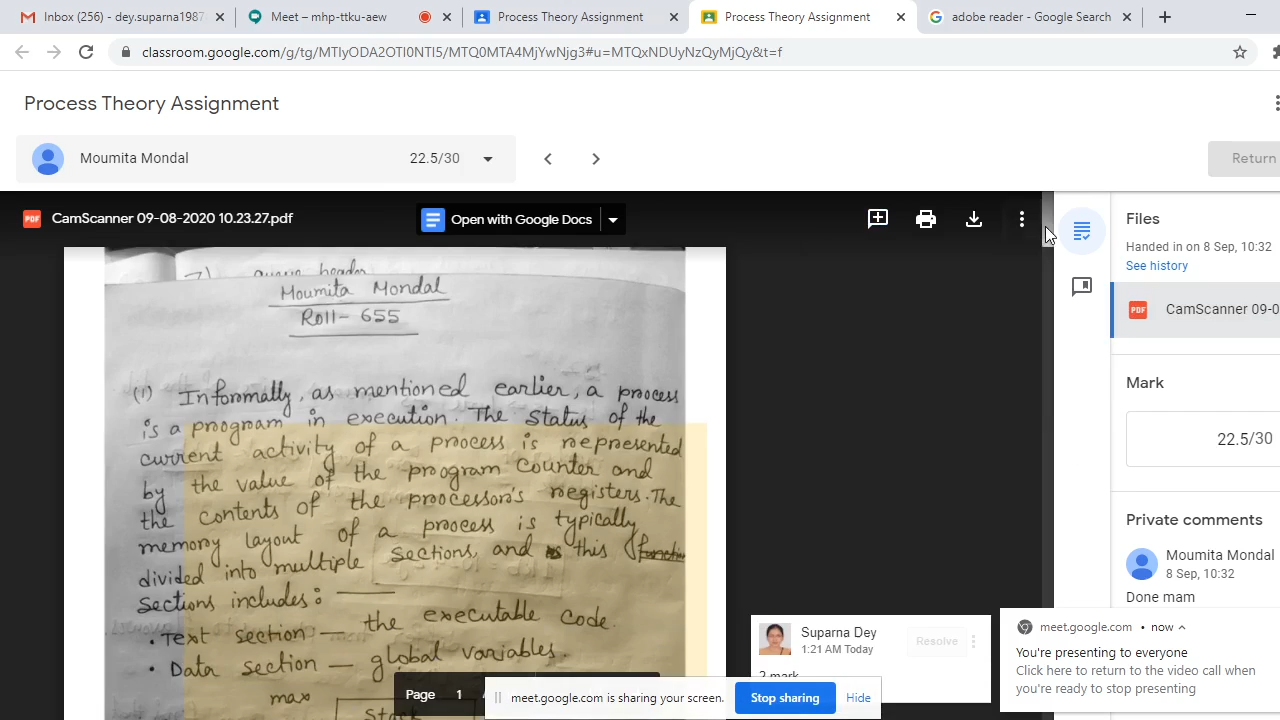 Inbox (256) - dey.suparna1987
Meet – mhp-ttku-aew
Process Theory Assignment
Process Theory Assignment
adobe reader - Google Search
classroom.google.com/g/tg/MTIyODA2OTI0NTI5/MTQ0MTA4MjYwNjg3#u=MTQxNDUyNzQyMjQy&t=f
Process Theory Assignment
Moumita Mondal
22.5/30
Return
PDF
CamScanner 09-08-2020 10.23.27.pdf
Open with Google Docs
Files
Handed in on 8 Sep, 10:32
See history
PDF
CamScanner 09-0
Mark
22.5/30
Private comments
Moumita Mondal
8 Sep, 10:32
Done mam
7) queue header
Moumita Mondal
Roll- 655
(1) Informally, as mentioned earlier, a process
is a program in execution. The status of the
current activity of a process is represented
by the value of the program counter and
the contents of the processor's registers. The
memory layout of a process is typically
divided into multiple sections, and this
sections includes:
• Text section — the executable code.
• Data section — global variables.
max
Stack
Page 1
Suparna Dey
1:21 AM Today
Resolve
2 mark
meet.google.com is sharing your screen.
Stop sharing
Hide
meet.google.com • now
You're presenting to everyone
Click here to return to the video call when
you're ready to stop presenting